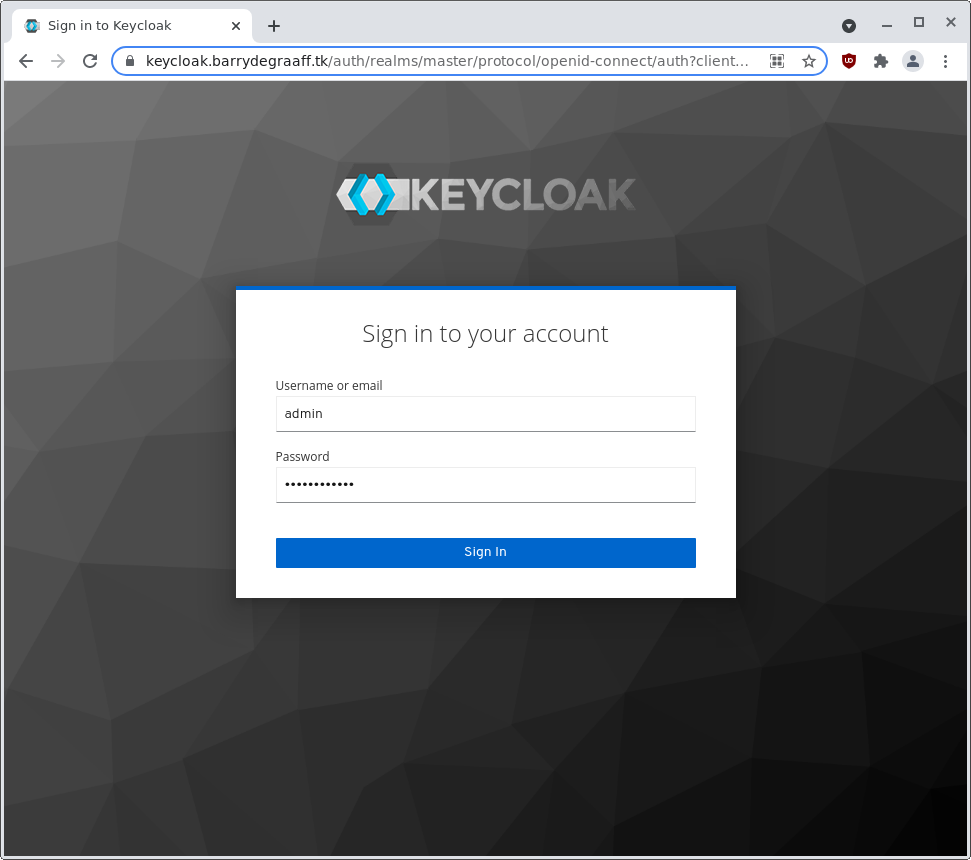 Sign in to Keycloak
keycloak.barrydegraaff.tk/auth/realms/master/protocol/openid-connect/auth?client...
KEYCLOAK
Sign in to your account
Username or email
admin
Password
••••••••••••
Sign In